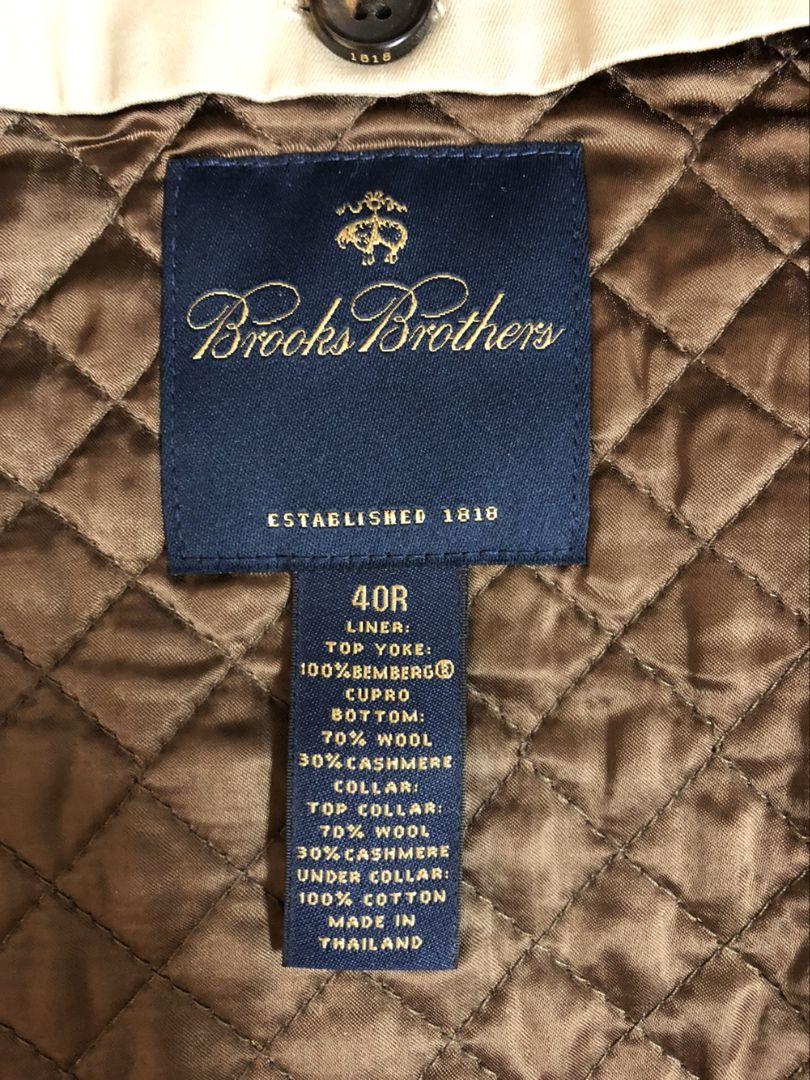 1818
Brooks Brothers
ESTABLISHED 1818
40R
LINER:
TOP YOKE:
100%BEMBERG®
CUPRO
BOTTOM:
70% WOOL
30%CASHMERE
COLLAR:
TOP COLLAR:
70% WOOL
30%CASHMERE
UNDER COLLAR:
100% COTTON
MADE IN
THAILAND